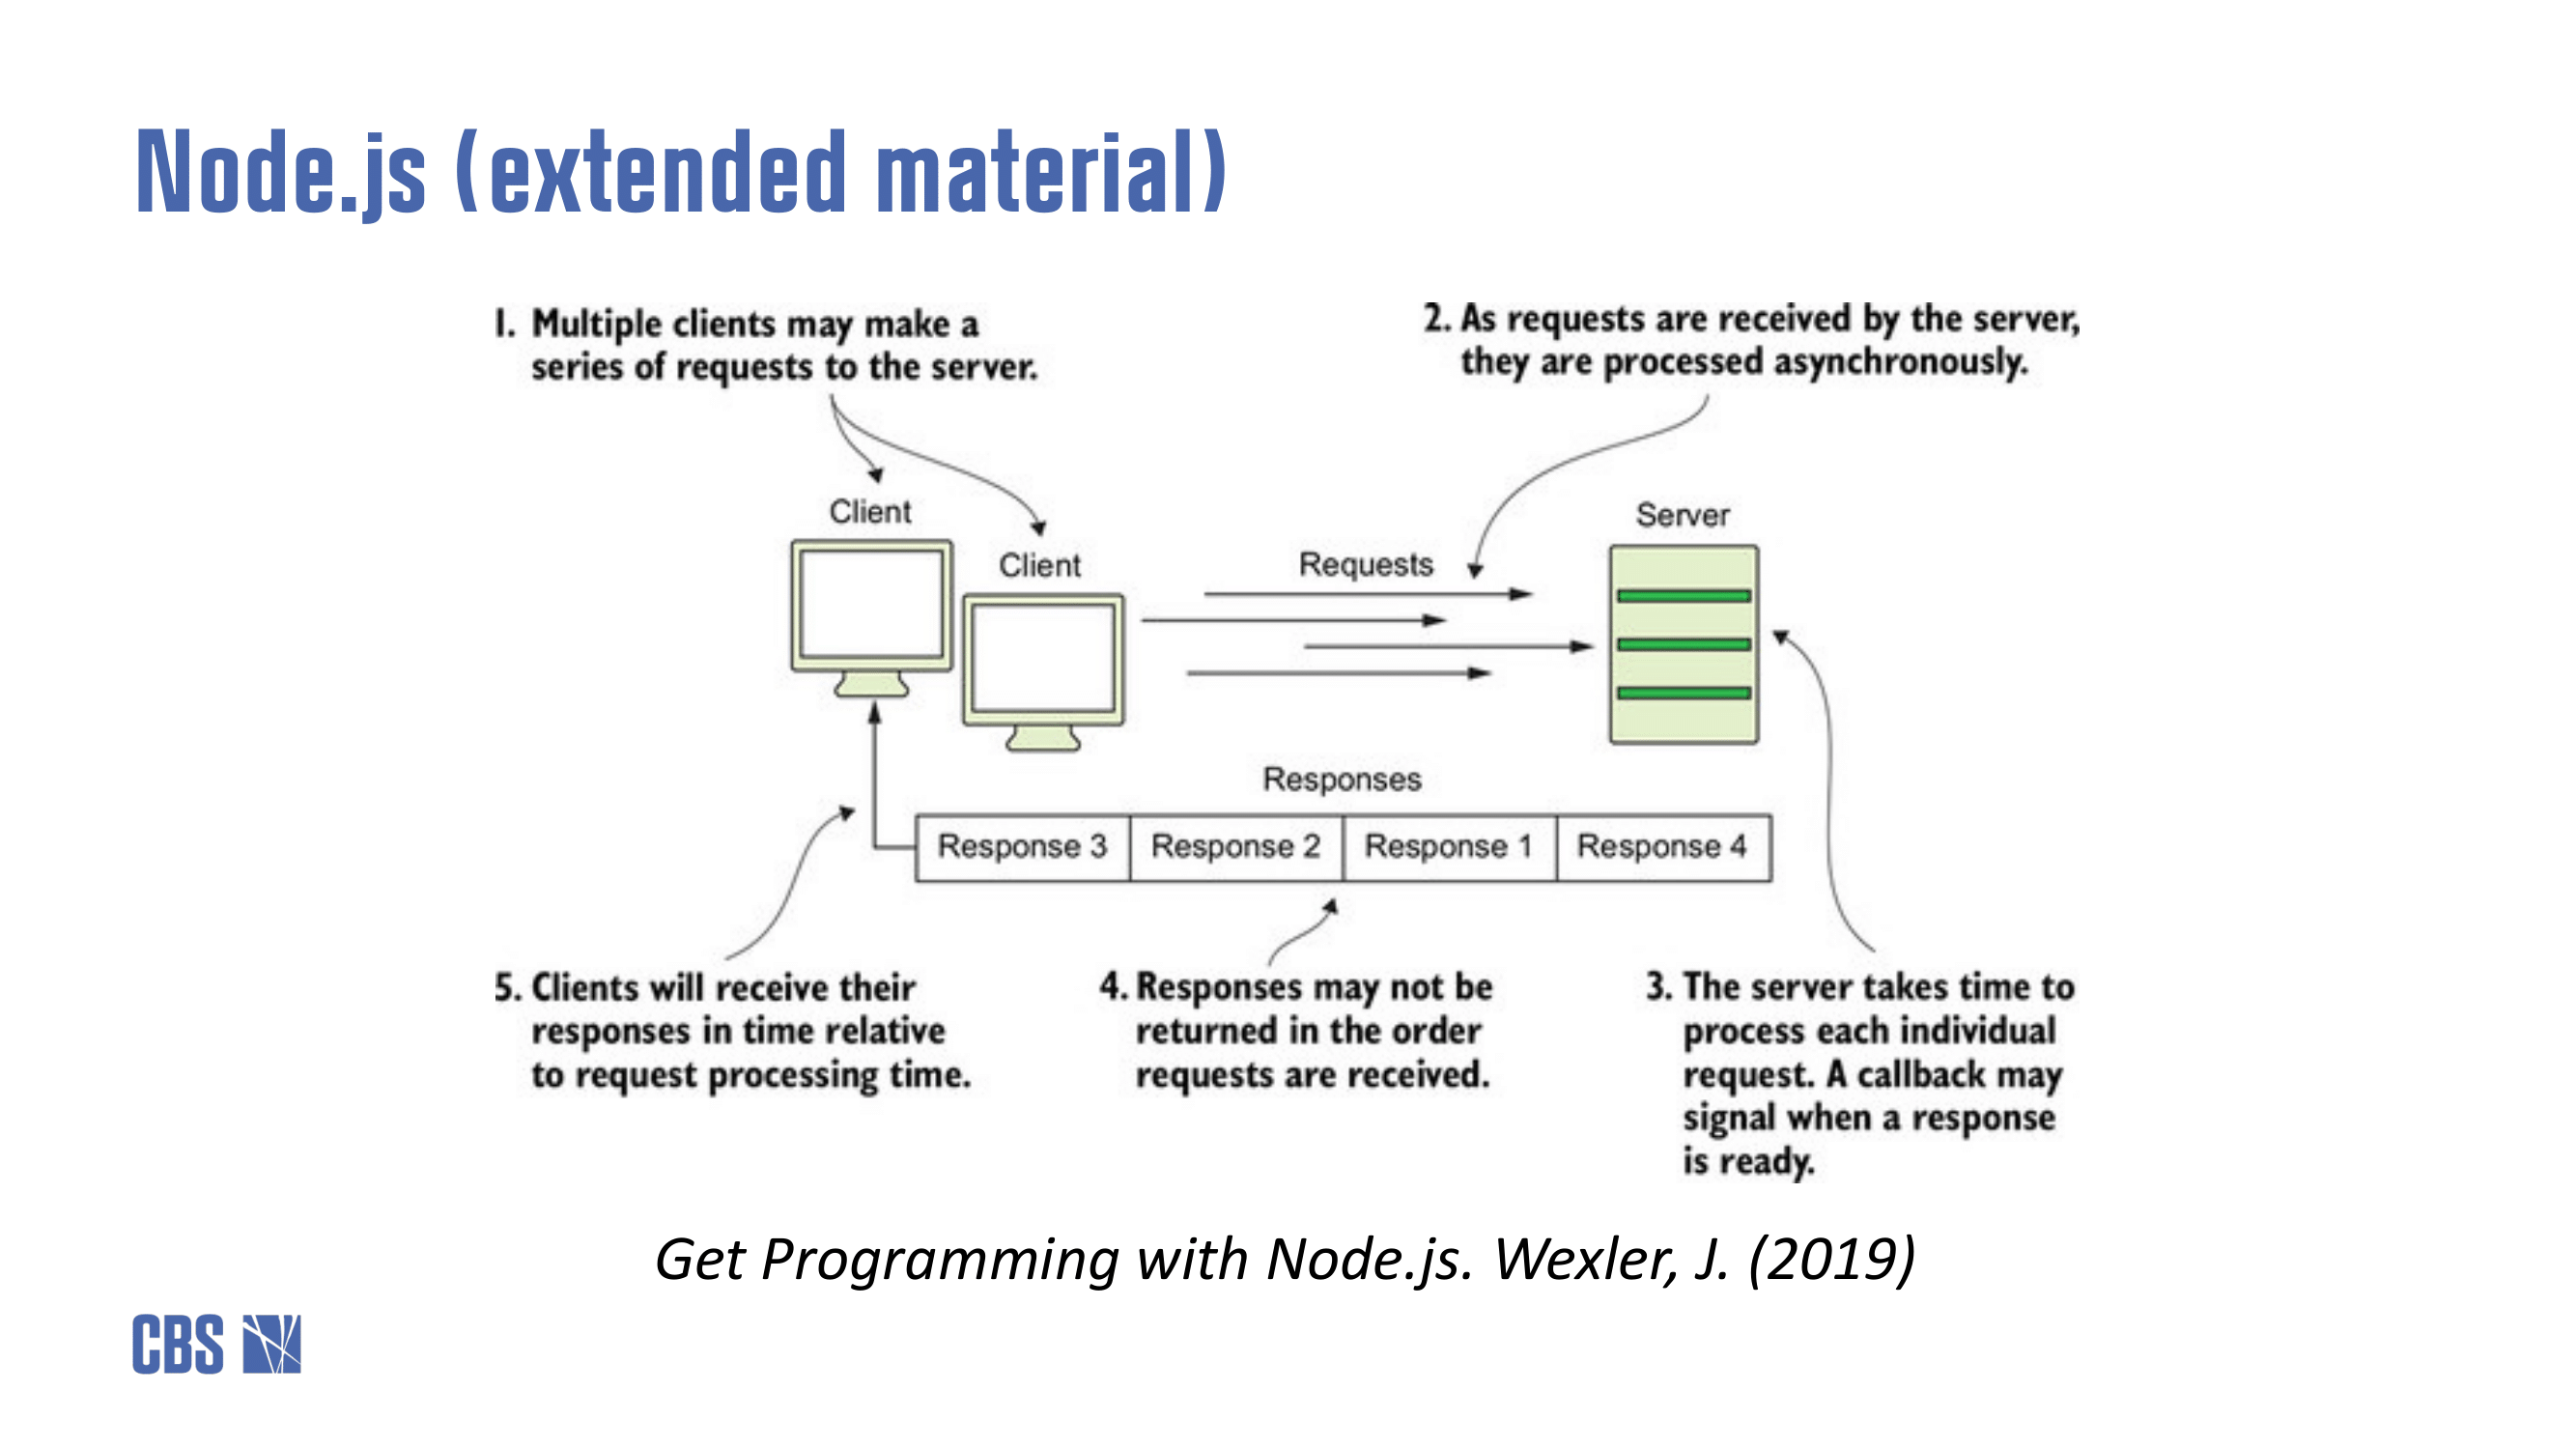 Node.js (extended material)
1. Multiple clients may make a
series of requests to the server.
2. As requests are received by the server,
they are processed asynchronously.
Client
Client
Requests
Server
Responses
Response 3
Response 2
Response 1
Response 4
5. Clients will receive their
responses in time relative
to request processing time.
4. Responses may not be
returned in the order
requests are received.
3. The server takes time to
process each individual
request. A callback may
signal when a response
is ready.
Get Programming with Node.js. Wexler, J. (2019)
CBS